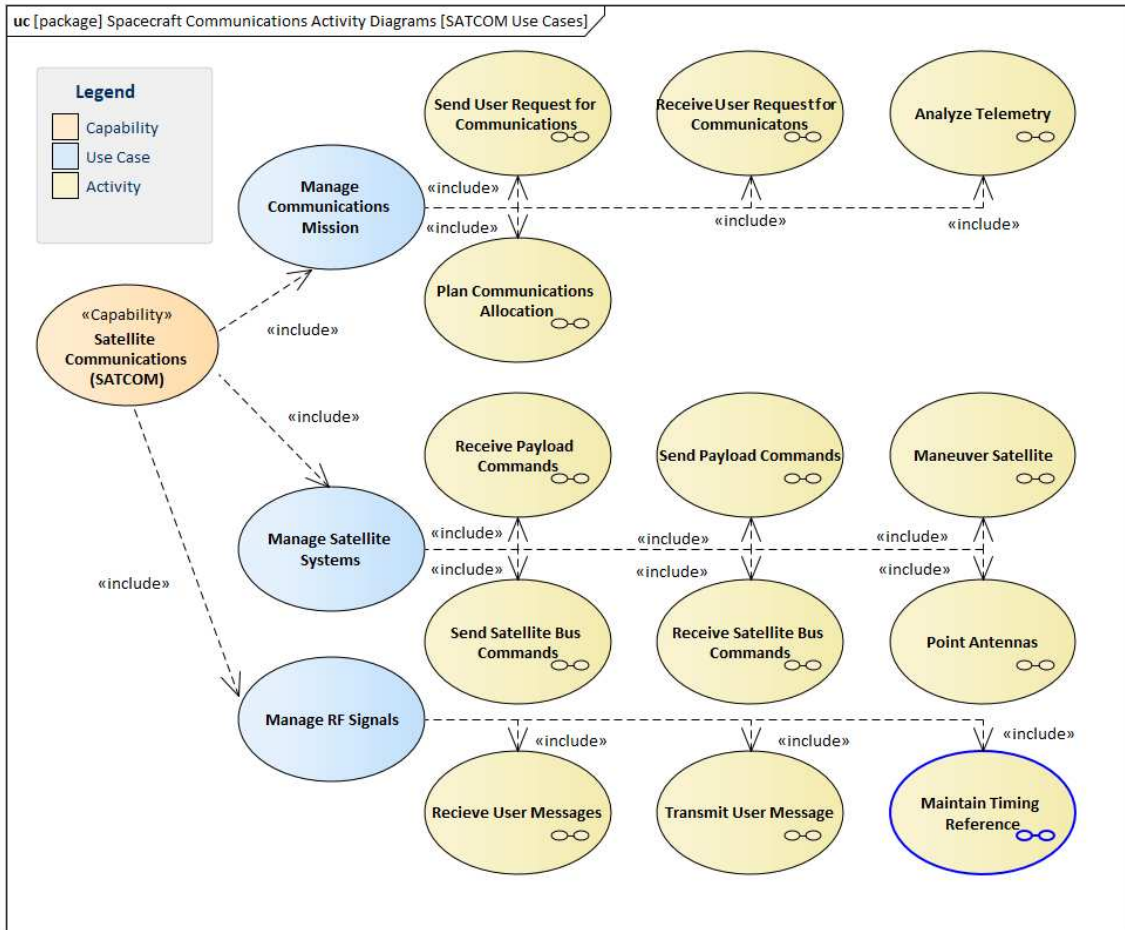 uc [package] Spacecraft Communications Activity Diagrams [SATCOM Use Cases]
Legend
Capability
Use Case
Activity
Send User Request for
Communications
Receive User Request for
Communicatons
Analyze Telemetry
Manage
Communications
Mission
«include»
«include»
«include»
«include»
Plan Communications
Allocation
«Capability»
Satellite
Communications
(SATCOM)
«include»
«include»
«include»
Receive Payload
Commands
Send Payload Commands
Maneuver Satellite
Manage Satellite
Systems
«include»
«include»
«include»
«include»
«include»
«include»
Send Satellite Bus
Commands
Receive Satellite Bus
Commands
Point Antennas
Manage RF Signals
«include»
«include»
«include»
Recieve User Messages
Transmit User Message
Maintain Timing
Reference